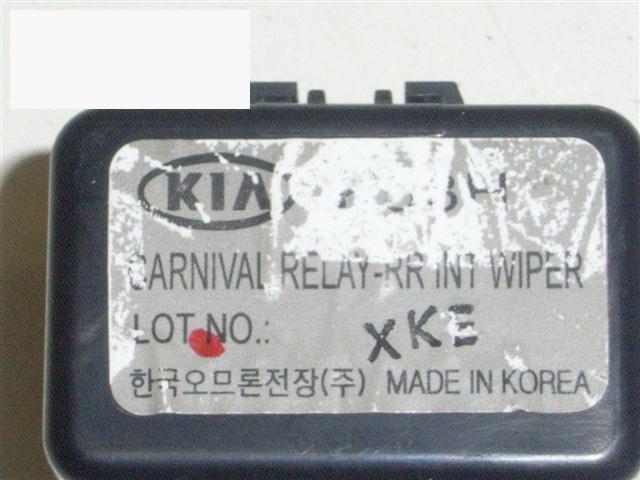 KIA
CARNIVAL RELAY-RR INT WIPER
LOT NO.: XKE
한국오므론전장(주) MADE IN KOREA